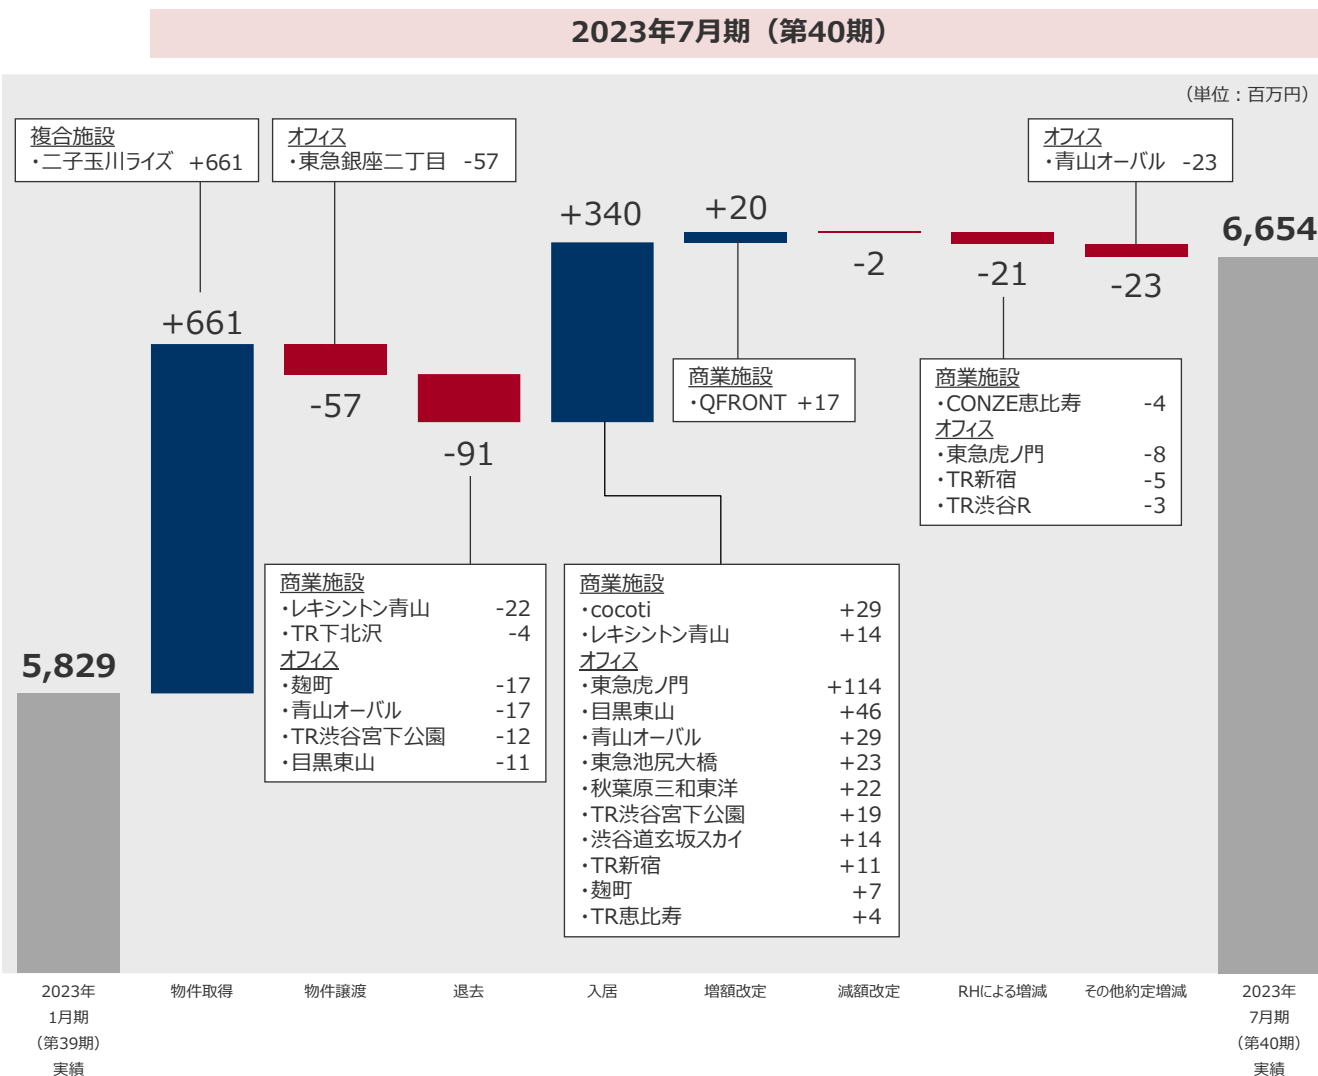 2023年7月期（第40期）
（単位：百万円）
複合施設
・二子玉川ライズ +661
オフィス
・東急銀座二丁目 -57
オフィス
・青山オーバル -23
+661
-57
-91
+340
+20
-2
-21
-23
5,829
6,654
商業施設
・QFRONT +17
商業施設
・CONZE恵比寿 -4
オフィス
・東急虎ノ門 -8
・TR新宿 -5
・TR渋谷R -3
商業施設
・レキシントン青山 -22
・TR下北沢 -4
オフィス
・麹町 -17
・青山オーバル -17
・TR渋谷宮下公園 -12
・目黒東山 -11
商業施設
・cocoti +29
・レキシントン青山 +14
オフィス
・東急虎ノ門 +114
・目黒東山 +46
・青山オーバル +29
・東急池尻大橋 +23
・秋葉原三和東洋 +22
・TR渋谷宮下公園 +19
・渋谷道玄坂スカイ +14
・TR新宿 +11
・麹町 +7
・TR恵比寿 +4
2023年
1月期
（第39期）
実績
物件取得
物件譲渡
退去
入居
増額改定
減額改定
RHによる増減
その他約定増減
2023年
7月期
（第40期）
実績